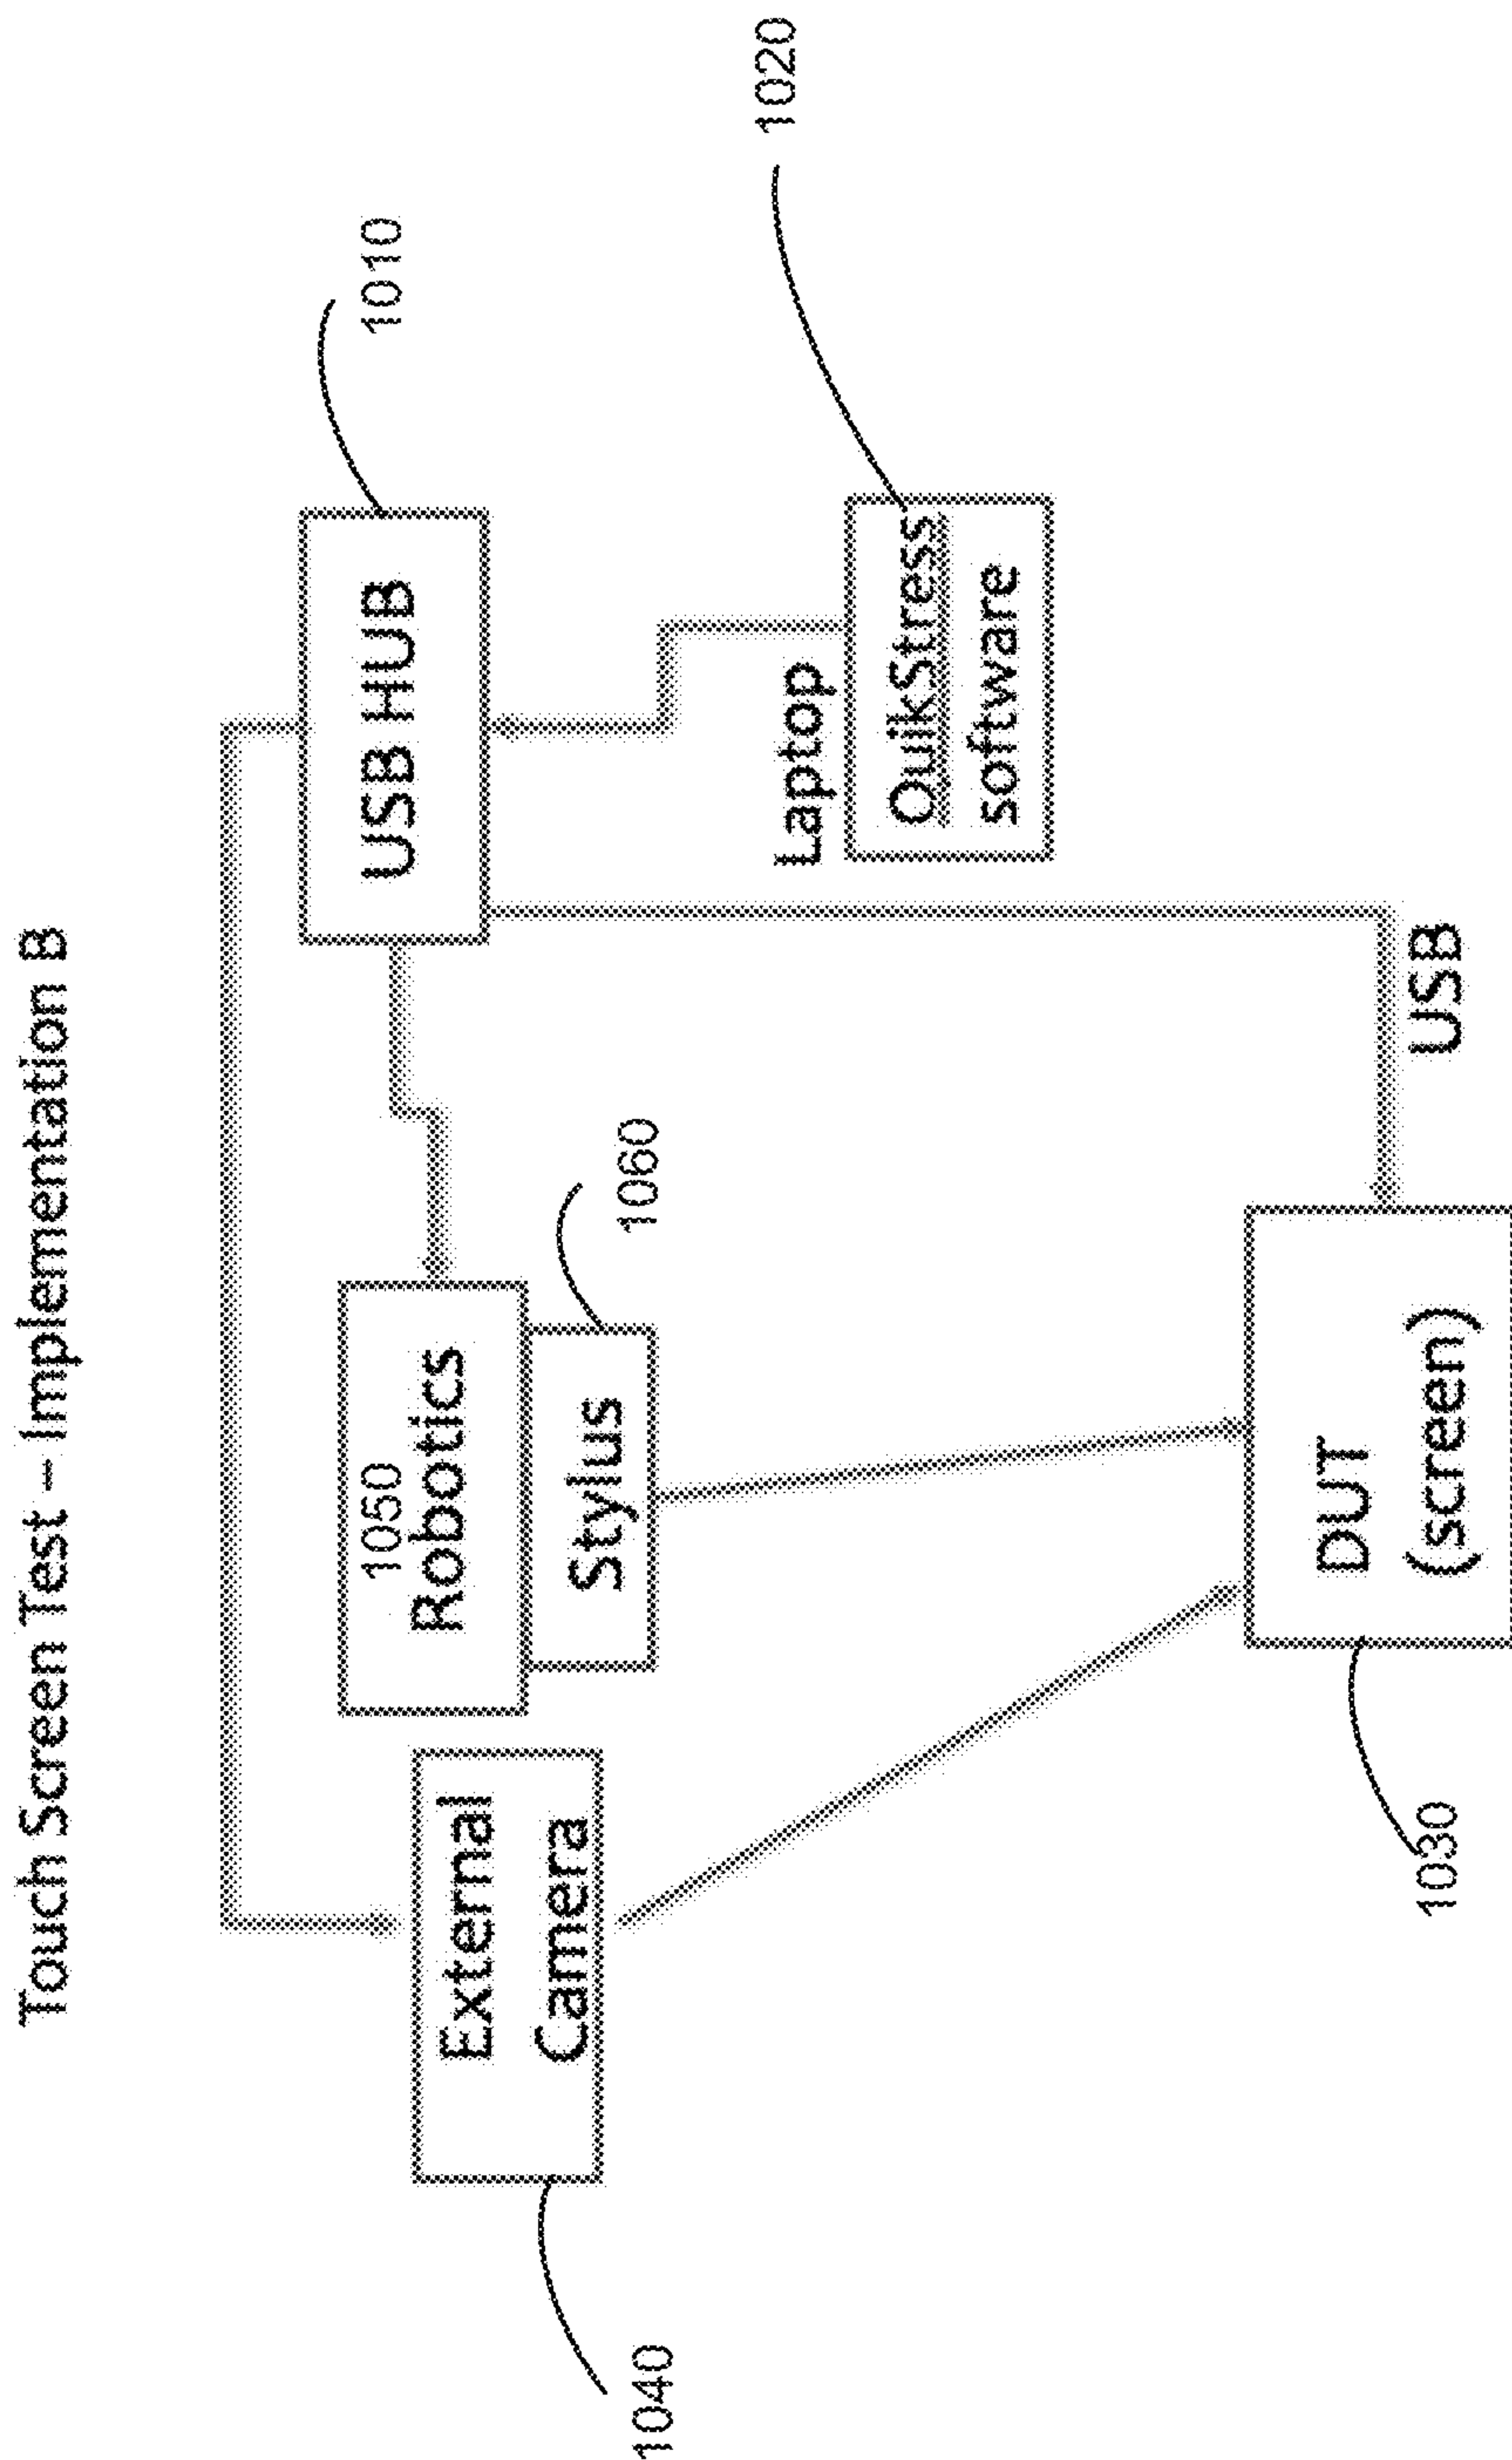 Touch Screen Test – Implementation B
1010
USB HUB
1050
Robotics
External
Camera
Stylus
1060
1040
1020
Laptop
QuikStress
software
DUT
(screen)
USB
1030